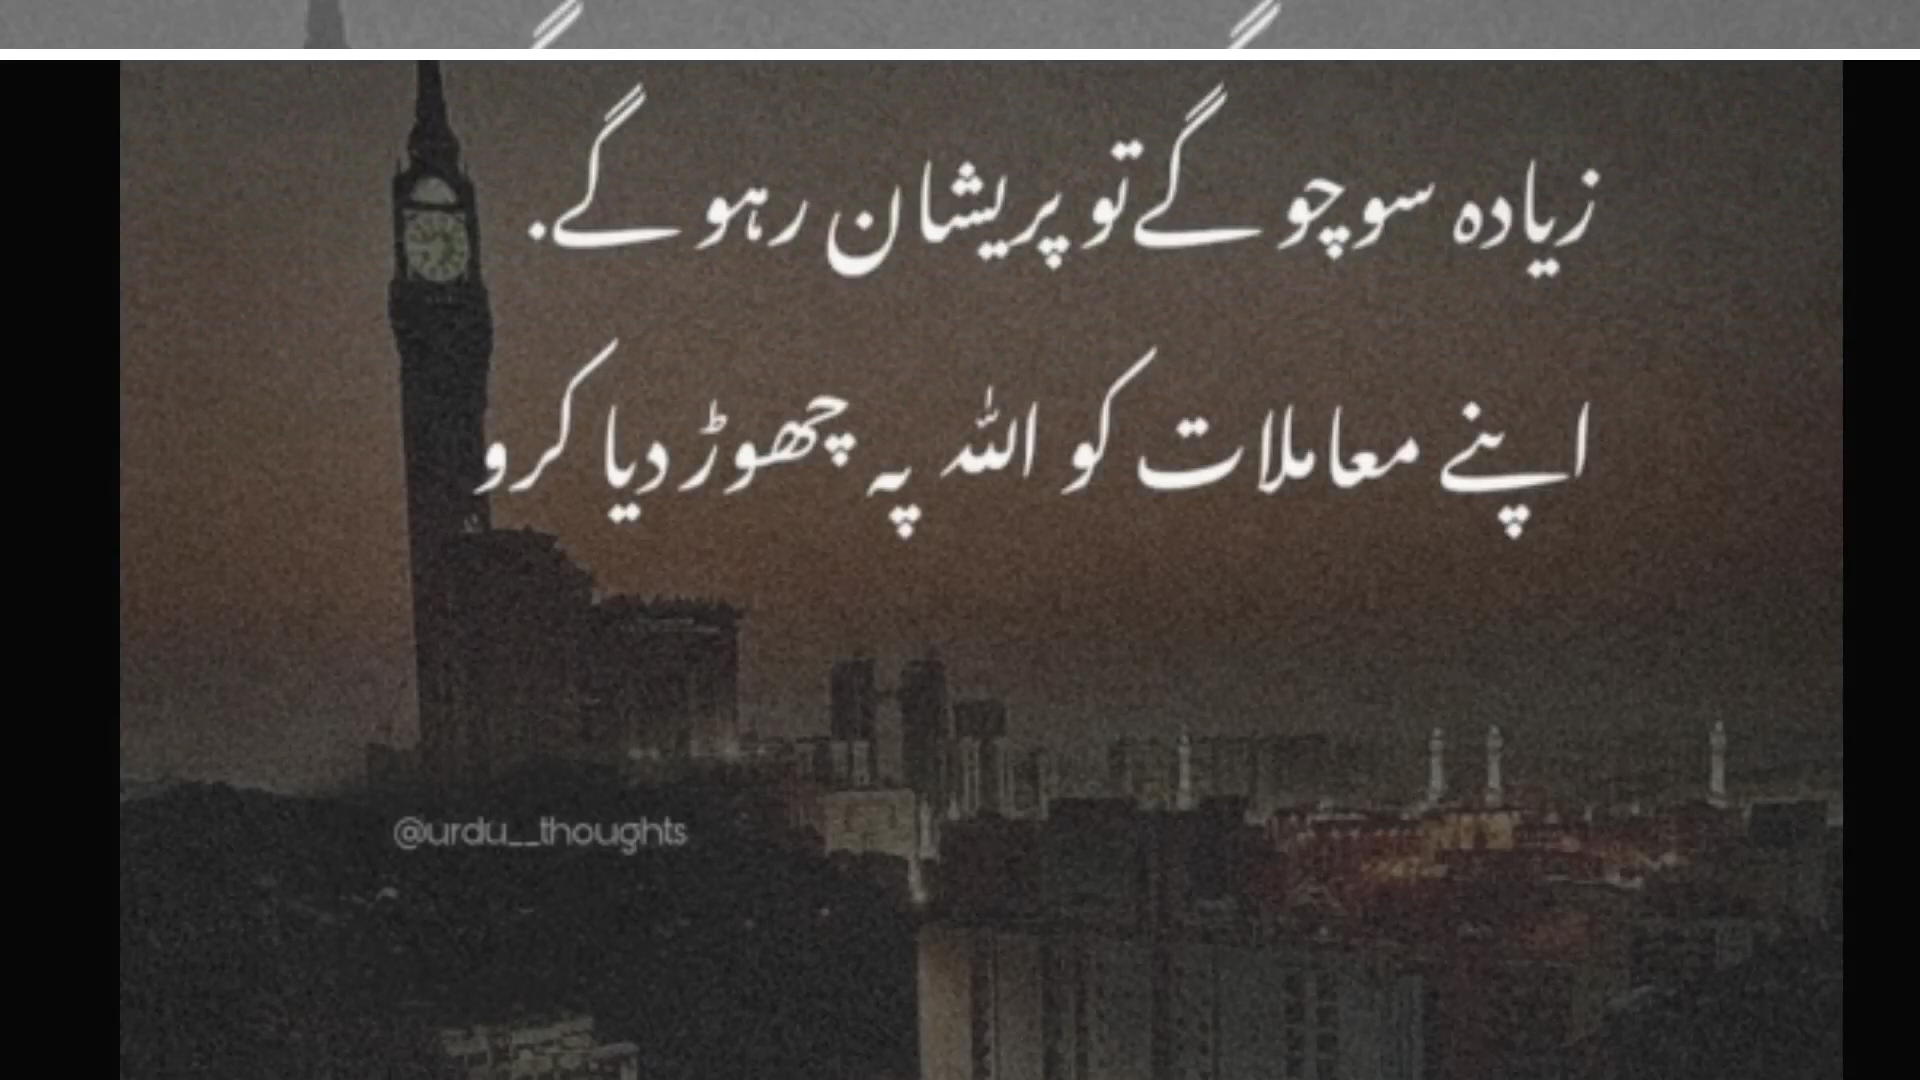 زیادہ سوچو گے تو پریشان رہو گے.
اپنے معاملات کو اللہ پہ چھوڑ دیا کرو
@urdu__thoughts